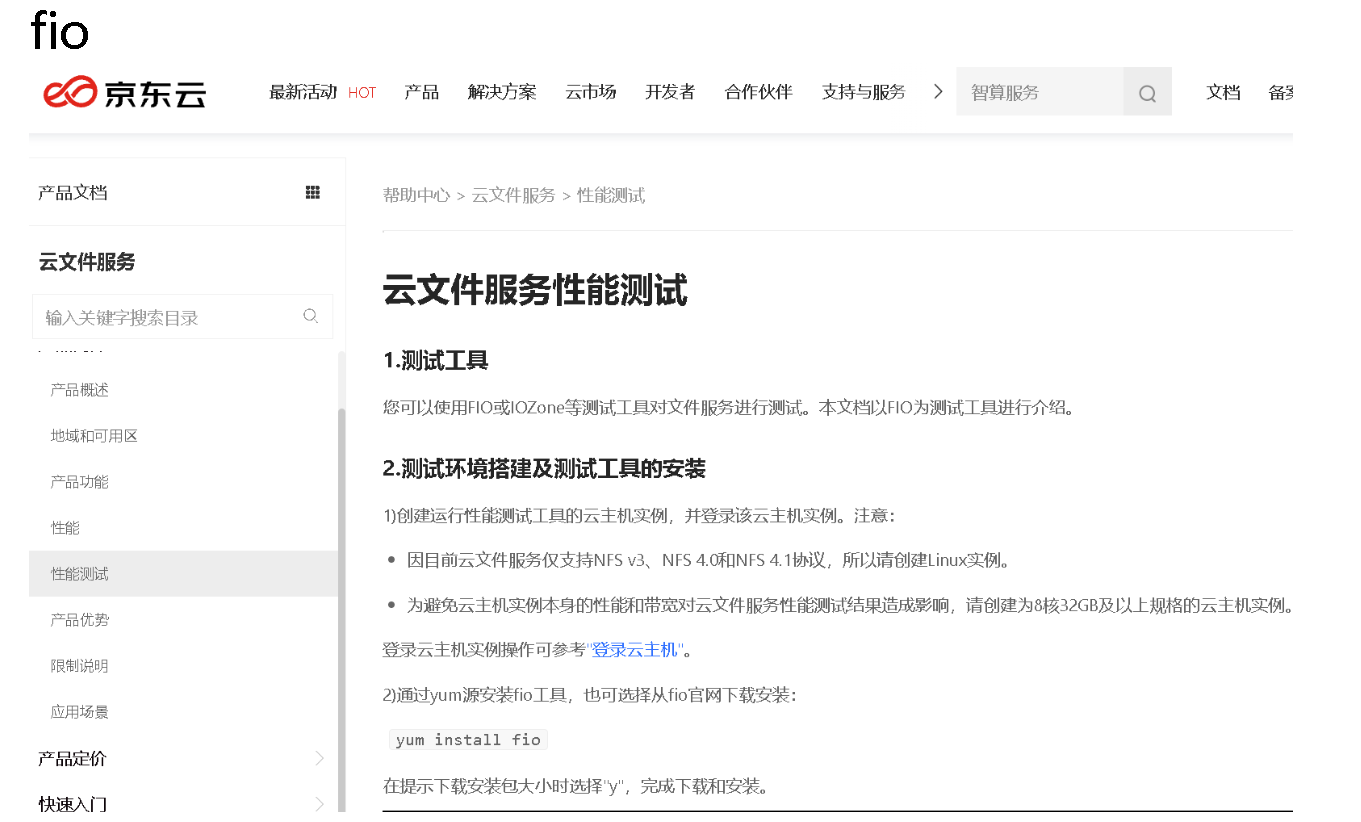 fio
京东云
最新活动 HOT 产品 解决方案 云市场 开发者 合作伙伴 支持与服务 智算服务 文档 备案
产品文档
云文件服务
输入关键字搜索目录
产品概述
地域和可用区
产品功能
性能
性能测试
产品优势
限制说明
应用场景
产品定价
快速入门
帮助中心 > 云文件服务 > 性能测试
云文件服务性能测试
1.测试工具
您可以使用FIO或IOZone等测试工具对文件服务进行测试。本文档以FIO为测试工具进行介绍。
2.测试环境搭建及测试工具的安装
1)创建运行性能测试工具的云主机实例，并登录该云主机实例。注意：
• 因目前云文件服务仅支持NFS v3、NFS 4.0和NFS 4.1协议，所以请创建Linux实例。
• 为避免云主机实例本身的性能和带宽对云文件服务性能测试结果造成影响，请创建为8核32GB及以上规格的云主机实例。
登录云主机实例操作可参考"登录云主机"。
2)通过yum源安装fio工具，也可选择从fio官网下载安装：
yum install fio
在提示下载安装包大小时选择"y"，完成下载和安装。